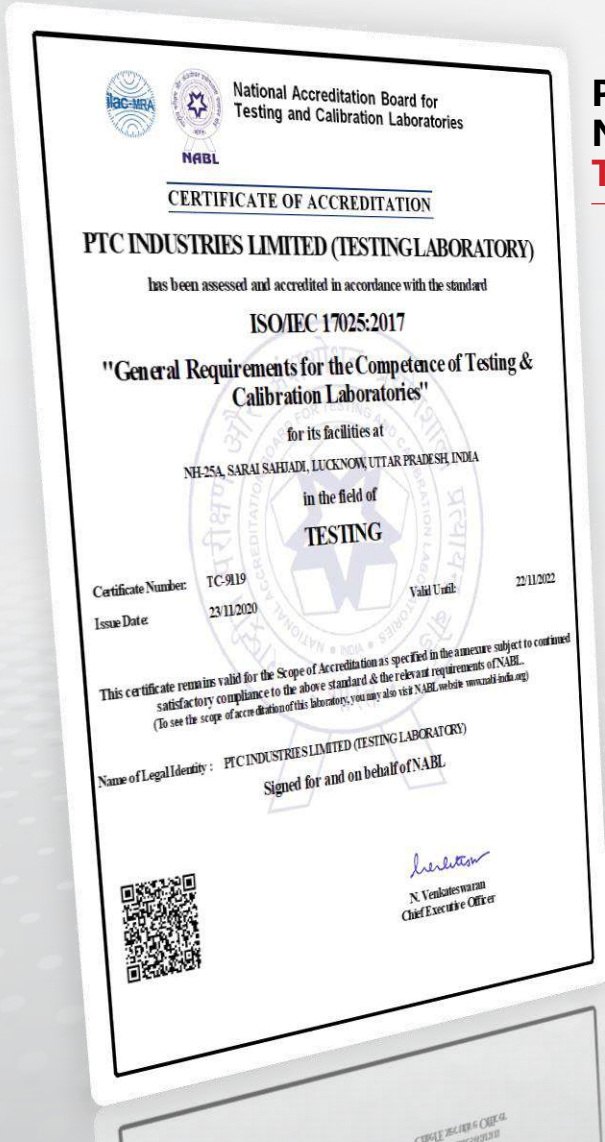 ilac-MRA
NABL
National Accreditation Board for
Testing and Calibration Laboratories
CERTIFICATE OF ACCREDITATION
PTC INDUSTRIES LIMITED (TESTING LABORATORY)
has been assessed and accredited in accordance with the standard
ISO/IEC 17025:2017
"General Requirements for the Competence of Testing &
Calibration Laboratories"
for its facilities at
NH-25A, SARAI SAHJADI, LUCKNOW, UTTAR PRADESH, INDIA
in the field of
TESTING
Certificate Number: TC-9119
Issue Date: 23/11/2020 Valid Until: 22/11/2022
This certificate remains valid for the Scope of Accreditation as specified in the annexure subject to continued
satisfactory compliance to the above standard & the relevant requirements of NABL.
(To see the scope of accreditation of this laboratory, you may also visit NABL website www.nabl-india.org)
Name of Legal Identity : PTC INDUSTRIES LIMITED (TESTING LABORATORY)
Signed for and on behalf of NABL
N. Venkateswaran
Chief Executive Officer
P
N
T